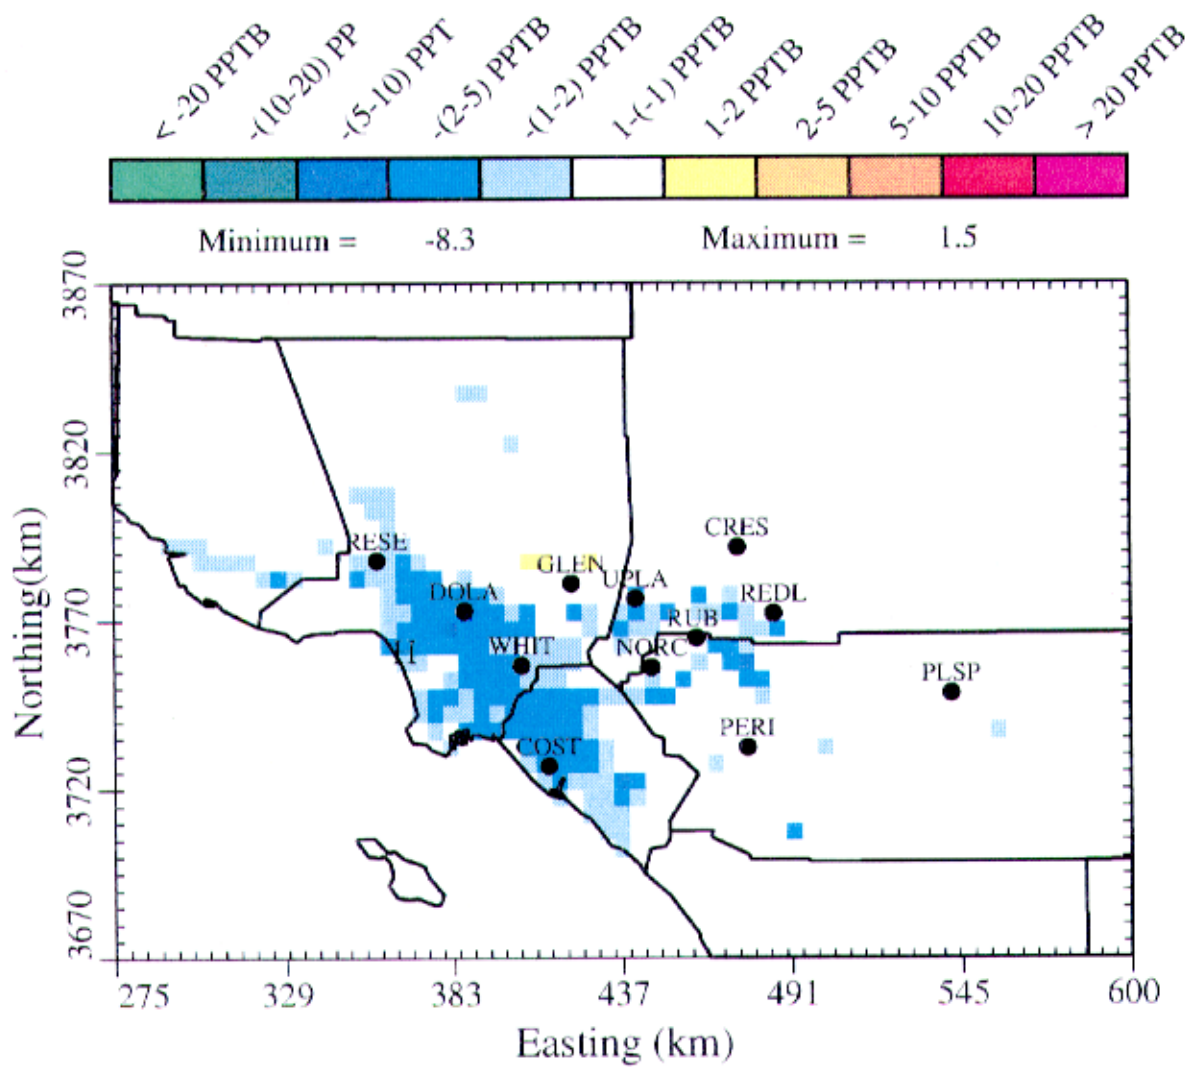 < -20 PPTB
-(10-20) PP
-(5-10) PPT
-(2-5) PPTB
-(1-2) PPTB
1-(-1) PPTB
1-2 PPTB
2-5 PPTB
5-10 PPTB
10-20 PPTB
> 20 PPTB
Minimum = -8.3 Maximum = 1.5
3870
3820
3770
3720
3670
Northing(km)
CRES
RESE
GLEN
UPLA
DOLA
REDL
RUB
WHIT
NORC
PLSP
PERI
COST
275 329 383 437 491 545 600
Easting (km)